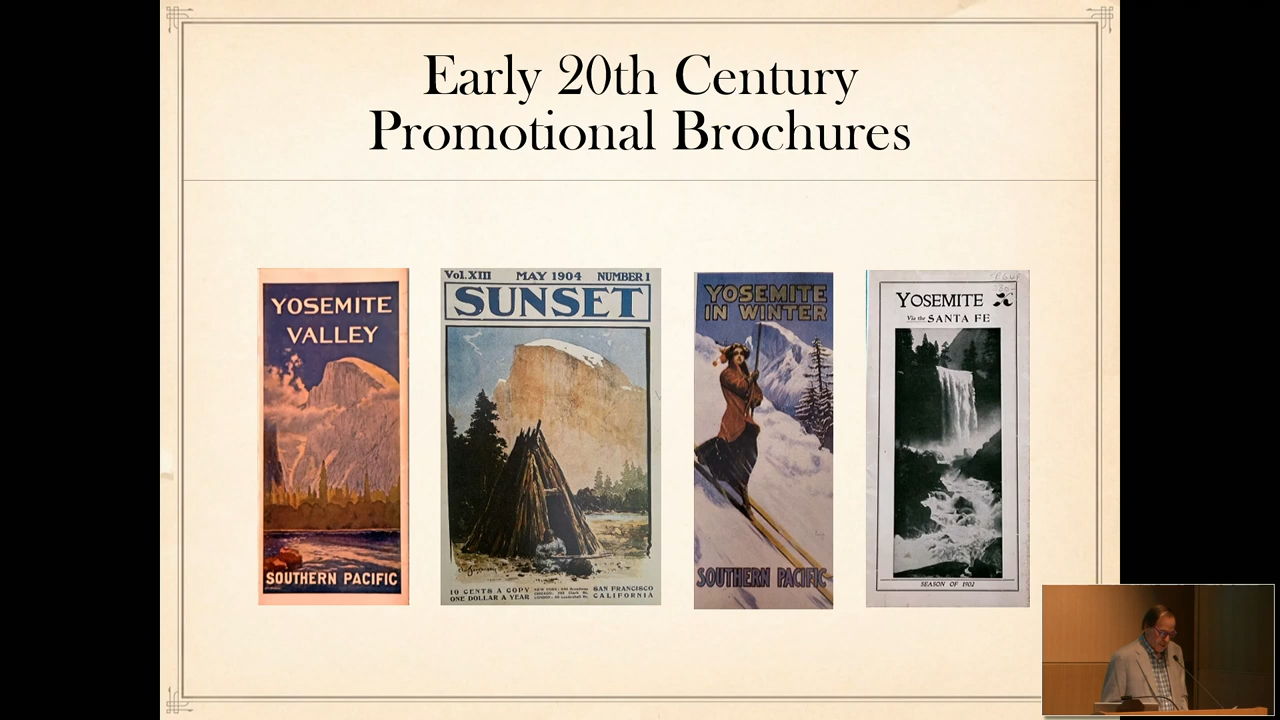 Early 20th Century
Promotional Brochures
YOSEMITE
VALLEY
SOUTHERN PACIFIC
Vol.XIII MAY 1904 NUMBER 1
SUNSET
10 CENTS A COPY
ONE DOLLAR A YEAR
SAN FRANCISCO
CALIFORNIA
YOSEMITE
IN WINTER
SOUTHERN PACIFIC
YOSEMITE
Via the SANTA FE
SEASON OF 1902